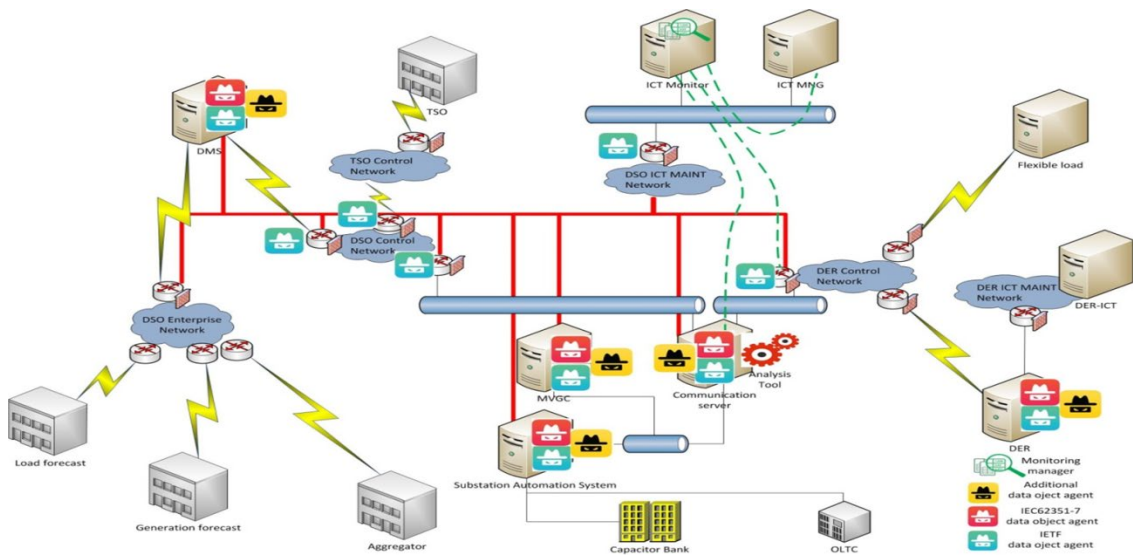 ICT Monitor
ICT MNG
TSO
DMS
TSO Control
Network
DSO ICT MAINT
Network
Flexible load
DSO Control
Network
DER Control
Network
DER ICT MAINT
Network
DER-ICT
DSO Enterprise
Network
Analysis
Tool
MVGC
Communication
server
Load forecast
Generation forecast
Aggregator
Substation Automation System
Capacitor Bank
OLTC
DER
Monitoring
manager
Additional
data oject agent
IEC62351-7
data object agent
IETF
data oject agent